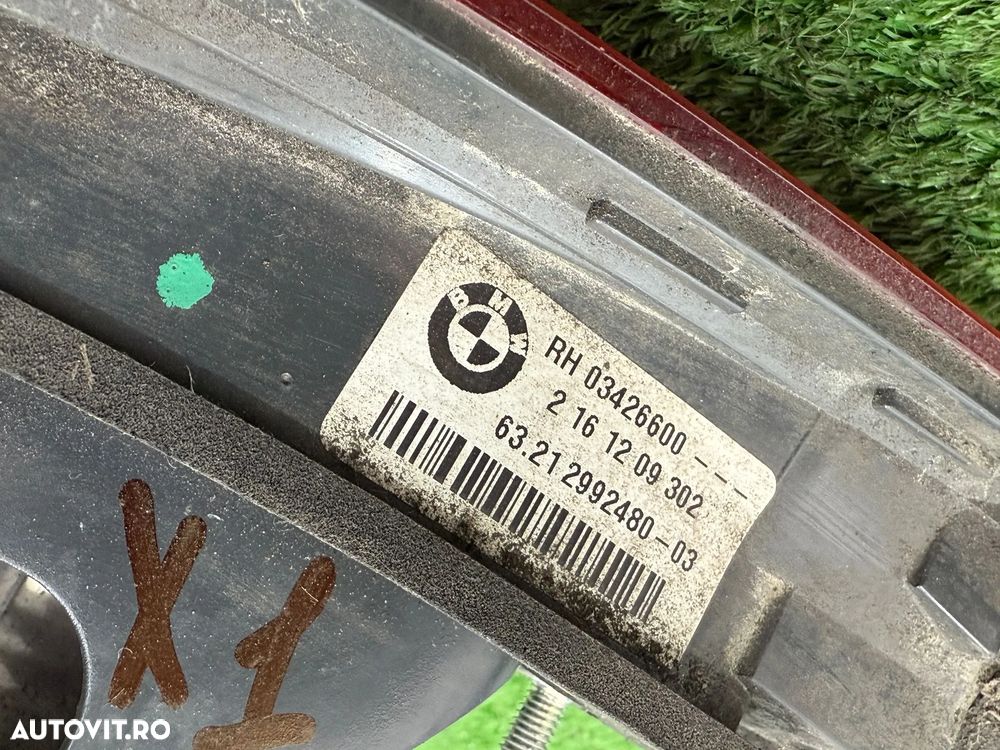 BMW
RH 03426600 -- --
2 16 12 09 302
63.21 2992480-03
X1
AUTOVIT.RO